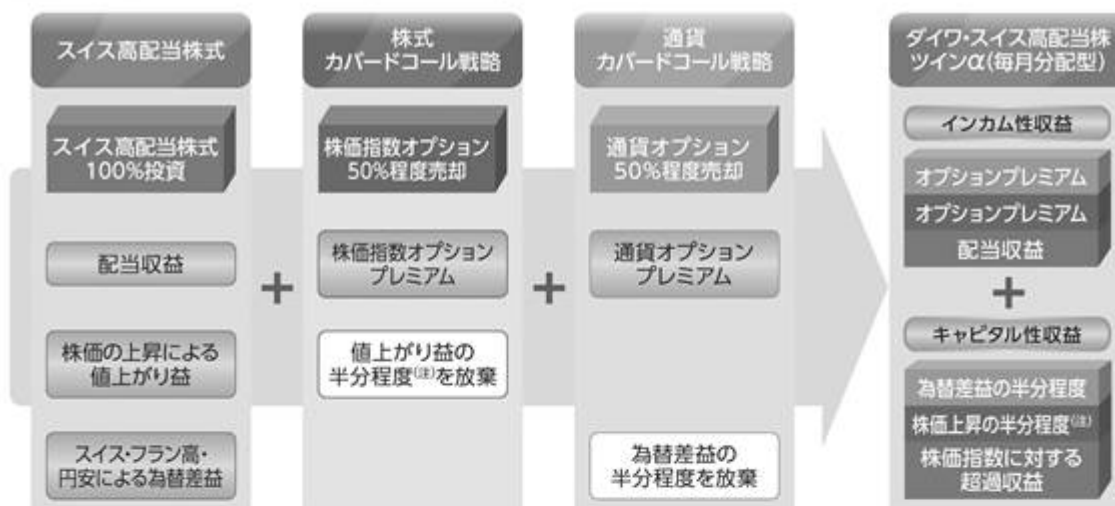 スイス高配当株式
スイス高配当株式
100%投資
配当収益
株価の上昇による
値上がり益
スイス・フラン高・
円安による為替差益
+
株式
カバードコール戦略
株価指数オプション
50%程度売却
株価指数オプション
プレミアム
値上がり益の
半分程度(注)を放棄
+
通貨
カバードコール戦略
通貨オプション
50%程度売却
通貨オプション
プレミアム
為替差益の
半分程度を放棄
ダイワ・スイス高配当株
ツインα(毎月分配型)
インカム性収益
オプションプレミアム
オプションプレミアム
配当収益
+
キャピタル性収益
為替差益の半分程度
株価上昇の半分程度(注)
株価指数に対する
超過収益